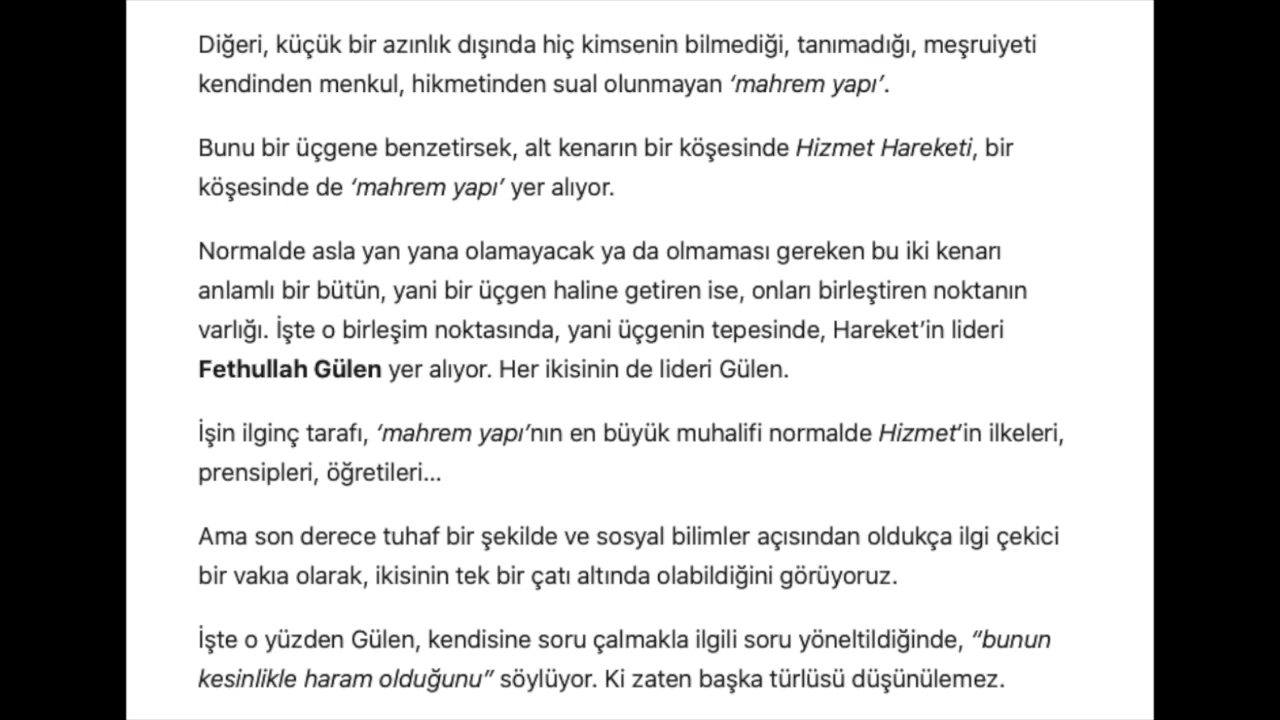 Diğeri, küçük bir azınlık dışında hiç kimsenin bilmediği, tanımadığı, meşruiyeti
kendinden menkul, hikmetinden sual olunmayan ‘mahrem yapı’.
Bunu bir üçgene benzetirsek, alt kenarın bir köşesinde Hizmet Hareketi, bir
köşesinde de ‘mahrem yapı’ yer alıyor.
Normalde asla yan yana olamayacak ya da olmaması gereken bu iki kenarı
anlamlı bir bütün, yani bir üçgen haline getiren ise, onları birleştiren noktanın
varlığı. İşte o birleşim noktasında, yani üçgenin tepesinde, Hareket’in lideri
Fethullah Gülen yer alıyor. Her ikisinin de lideri Gülen.
İşin ilginç tarafı, ‘mahrem yapı’nın en büyük muhalifi normalde Hizmet’in ilkeleri,
prensipleri, öğretileri…
Ama son derece tuhaf bir şekilde ve sosyal bilimler açısından oldukça ilgi çekici
bir vakıa olarak, ikisinin tek bir çatı altında olabildiğini görüyoruz.
İşte o yüzden Gülen, kendisine soru çalmakla ilgili soru yöneltildiğinde, “bunun
kesinlikle haram olduğunu” söylüyor. Ki zaten başka türlüsü düşünülemez.